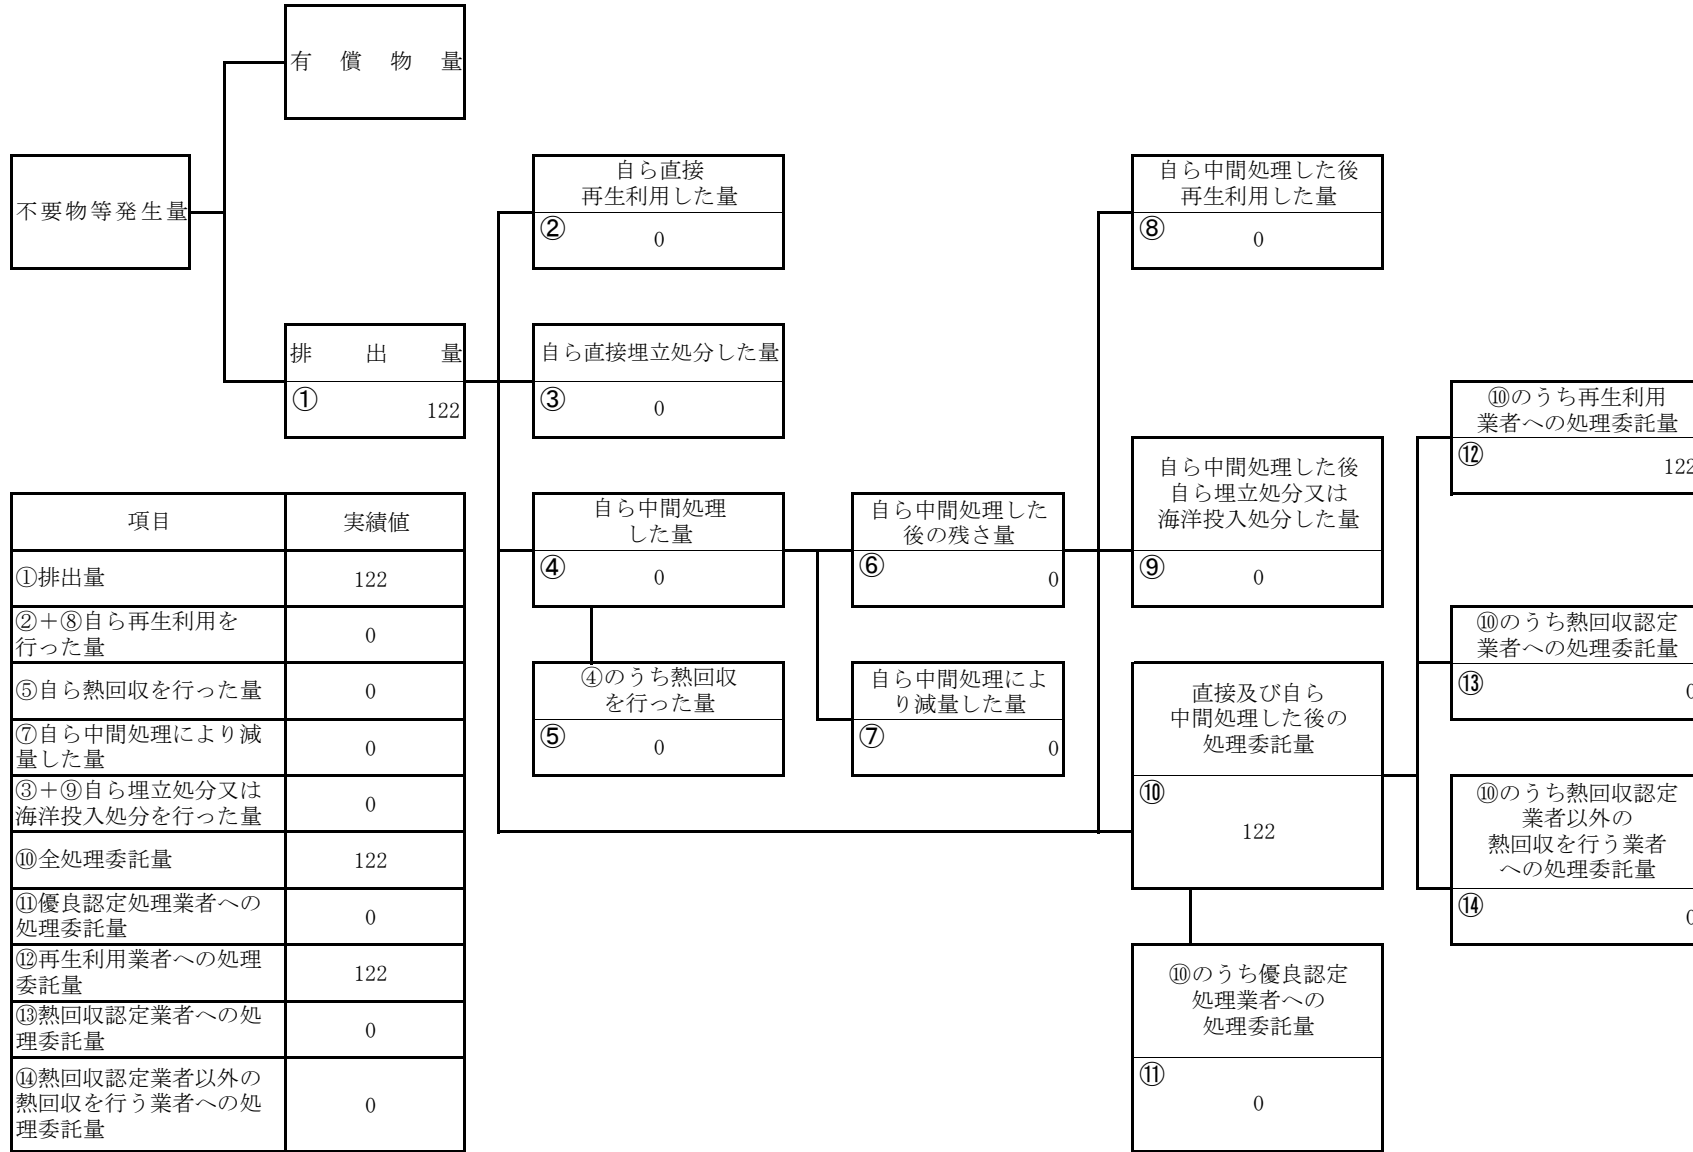 有償物量
不要物等発生量
自ら直接
再生利用した量
②
0
自ら中間処理した後
再生利用した量
⑧
0
排出量
①
122
自ら直接埋立処分した量
③
0
⑩のうち再生利用
業者への処理委託量
⑫
122
自ら中間処理
した量
④
0
自ら中間処理した
後の残さ量
⑥
0
自ら中間処理した後
自ら埋立処分又は
海洋投入処分した量
⑨
0
⑩のうち熱回収認定
業者への処理委託量
⑬
0
④のうち熱回収
を行った量
⑤
0
自ら中間処理によ
り減量した量
⑦
0
直接及び自ら
中間処理した後の
処理委託量
⑩
122
⑩のうち熱回収認定
業者以外の
熱回収を行う業者
への処理委託量
⑭
0
⑩のうち優良認定
処理業者への
処理委託量
⑪
0
項目 実績値
①排出量 122
②＋⑧自ら再生利用を
行った量 0
⑤自ら熱回収を行った量 0
⑦自ら中間処理により減
量した量 0
③＋⑨自ら埋立処分又は
海洋投入処分を行った量 0
⑩全処理委託量 122
⑪優良認定処理業者への
処理委託量 0
⑫再生利用業者への処理
委託量 122
⑬熱回収認定業者への処
理委託量 0
⑭熱回収認定業者以外の
熱回収を行う業者への処
理委託量 0